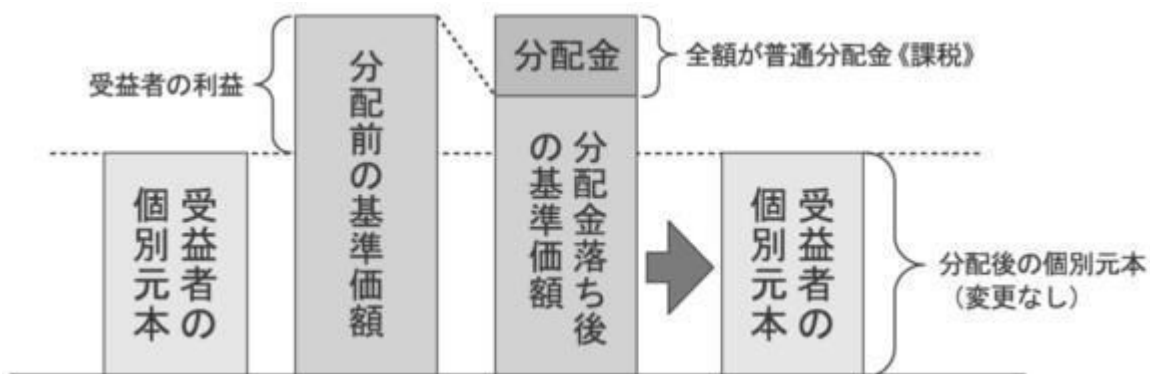 受益者の利益
受益者の
個別元本
分配前の基準価額
分配金
全額が普通分配金《課税》
分配金落ち後
の基準価額
受益者の
個別元本
分配後の個別元本
（変更なし）